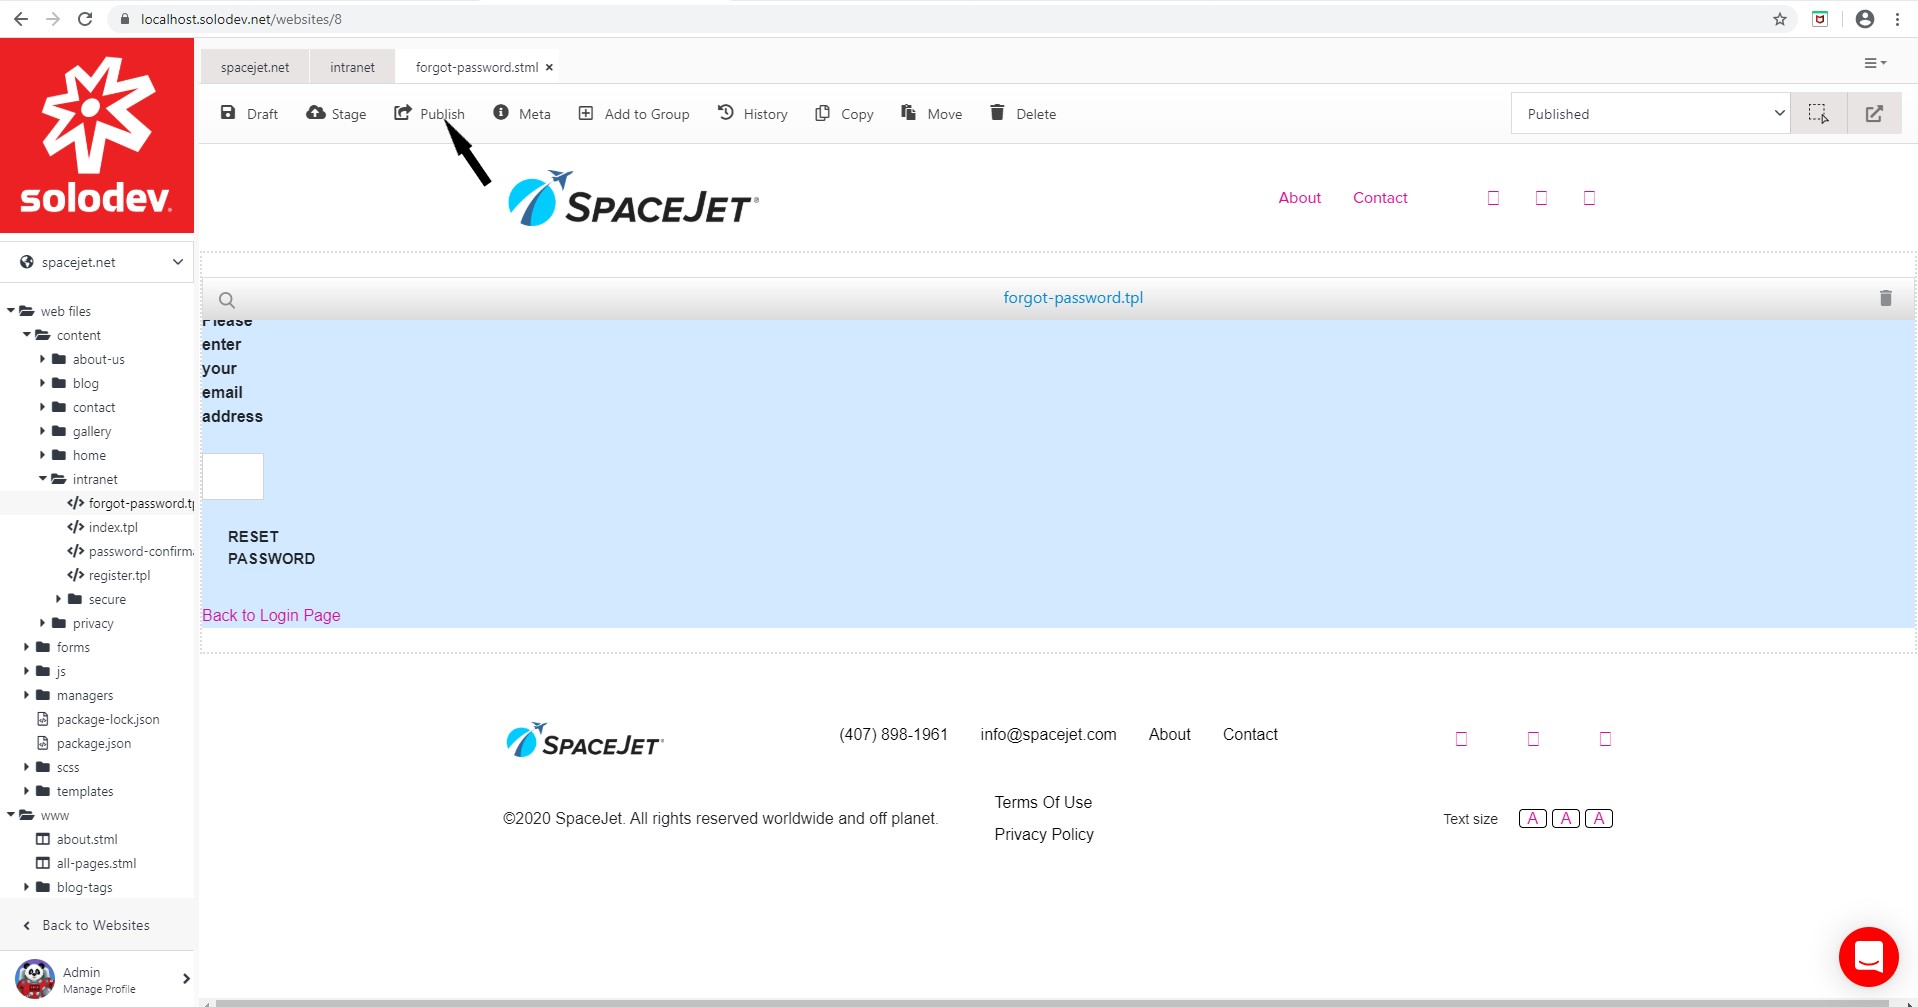 localhost.solodev.net/websites/8
solodev
spacejet.net
intranet
forgot-password.stml ×
Draft
Stage
Publish
Meta
Add to Group
History
Copy
Move
Delete
Published
SPACEJET®
About
Contact
spacejet.net
forgot-password.tpl
web files
content
about-us
blog
contact
gallery
home
intranet
forgot-password.t
index.tpl
password-confirm
register.tpl
secure
privacy
forms
js
managers
package-lock.json
package.json
scss
templates
www
about.stml
all-pages.stml
blog-tags
Back to Websites
Admin
Manage Profile
Please
enter
your
email
address
RESET
PASSWORD
Back to Login Page
SPACEJET
(407) 898-1961
info@spacejet.com
About
Contact
©2020 SpaceJet. All rights reserved worldwide and off planet.
Terms Of Use
Privacy Policy
Text size
A A A